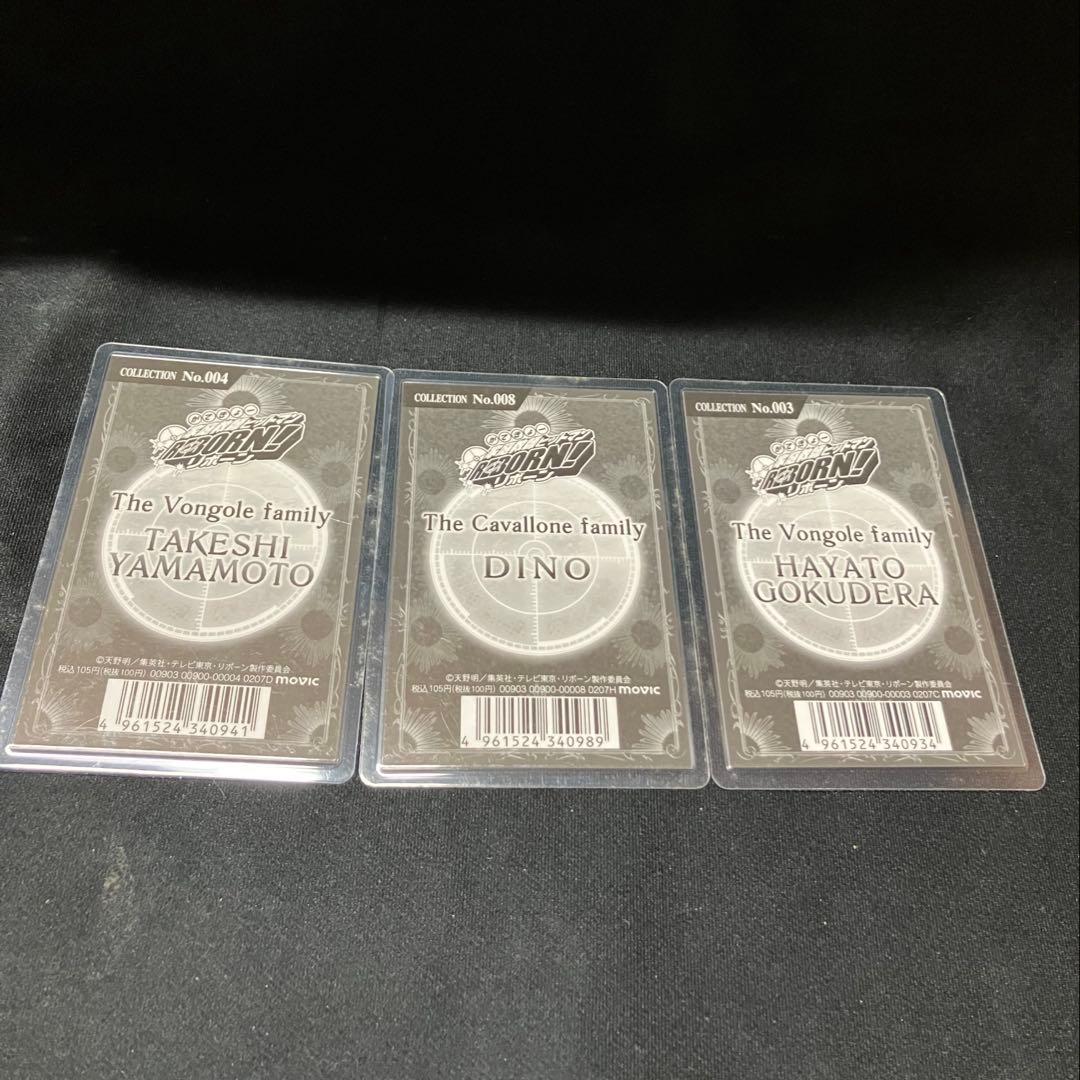 COLLECTION No.004
REBORN!
リボーン
The Vongole family
TAKESHI
YAMAMOTO
©天野明／集英社・テレビ東京・リボーン製作委員会
税込105円(税抜100円) 00903 00900-00004 0207D movic
4 961524 340941
COLLECTION No.008
REBORN!
リボーン
The Cavallone family
DINO
©天野明／集英社・テレビ東京・リボーン製作委員会
税込105円(税抜100円) 00903 00900-00008 0207H movic
4 961524 340989
COLLECTION No.003
REBORN!
リボーン
The Vongole family
HAYATO
GOKUDERA
©天野明／集英社・テレビ東京・リボーン製作委員会
税込105円(税抜100円) 00903 00900-00003 0207C movic
4 961524 340934